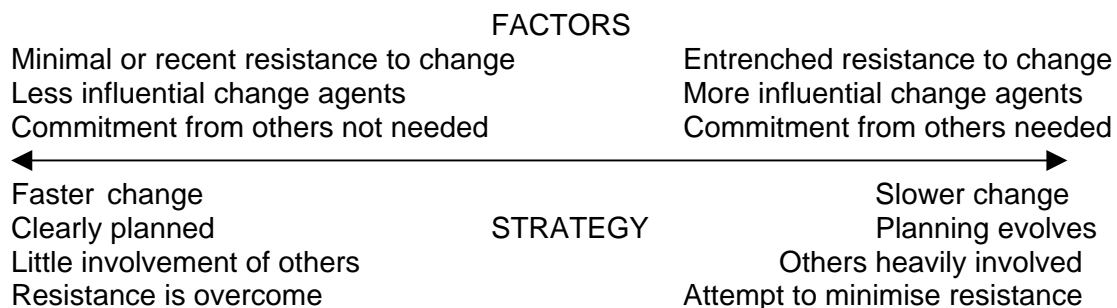 FACTORS
Minimal or recent resistance to change Entrenched resistance to change
Less influential change agents More influential change agents
Commitment from others not needed Commitment from others needed
Faster change Slower change
Clearly planned STRATEGY Planning evolves
Little involvement of others Others heavily involved
Resistance is overcome Attempt to minimise resistance